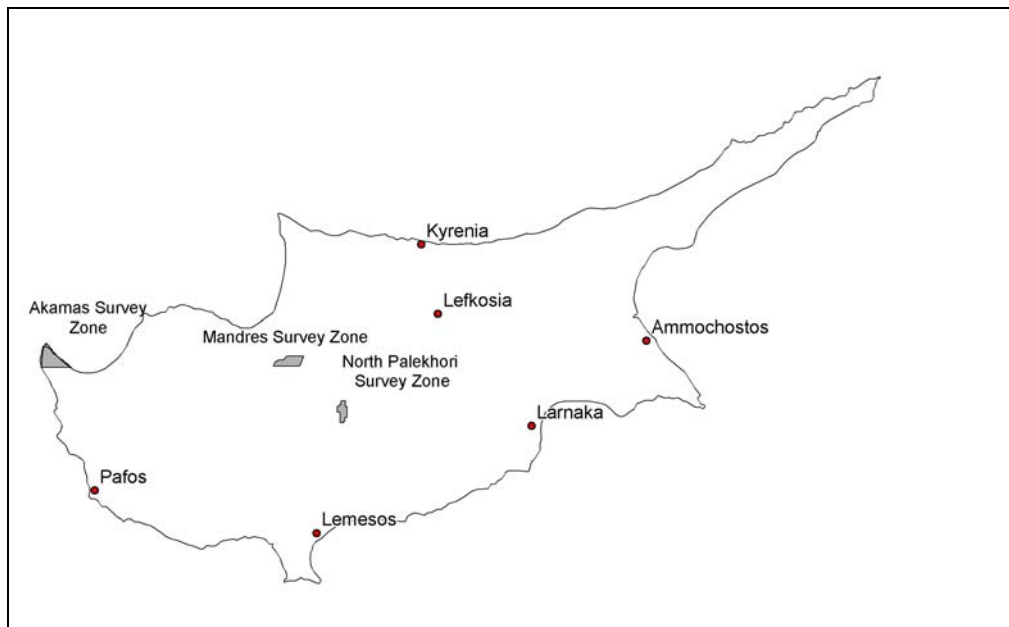 Kyrenia
Lefkosia
Akamas Survey
Zone
Mandres Survey Zone
Ammochostos
North Palekhori
Survey Zone
Larnaka
Pafos
Lemesos